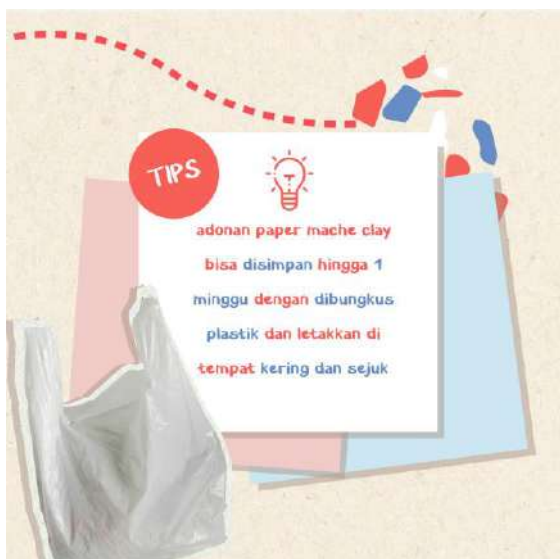 TIPS
adonan paper mache clay
bisa disimpan hingga 1
minggu dengan dibungkus
plastik dan letakkan di
tempat kering dan sejuk